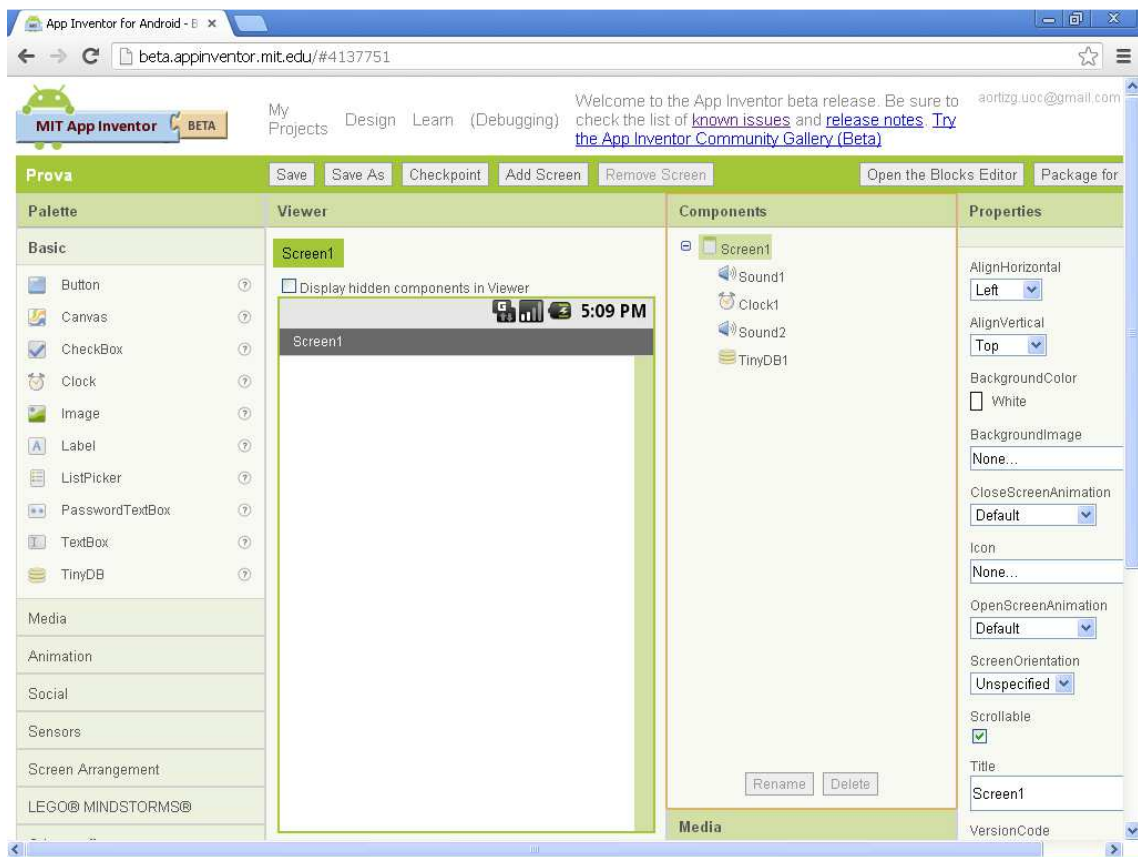 App Inventor for Android - B
beta.appinventor.mit.edu/#4137751
MIT App Inventor BETA
My Projects Design Learn (Debugging)
Welcome to the App Inventor beta release. Be sure to
check the list of known issues and release notes. Try
the App Inventor Community Gallery (Beta)
aortizg.uoc@gmail.com
Prova
Save Save As Checkpoint Add Screen Remove Screen Open the Blocks Editor Package for
Palette
Basic
Button
Canvas
CheckBox
Clock
Image
Label
ListPicker
PasswordTextBox
TextBox
TinyDB
Media
Animation
Social
Sensors
Screen Arrangement
LEGO® MINDSTORMS®
Viewer
Screen1
Display hidden components in Viewer
5:09 PM
Screen1
Components
Screen1
Sound1
Clock1
Sound2
TinyDB1
Rename Delete
Media
Properties
AlignHorizontal
Left
AlignVertical
Top
BackgroundColor
White
BackgroundImage
None...
CloseScreenAnimation
Default
Icon
None...
OpenScreenAnimation
Default
ScreenOrientation
Unspecified
Scrollable
Title
Screen1
VersionCode